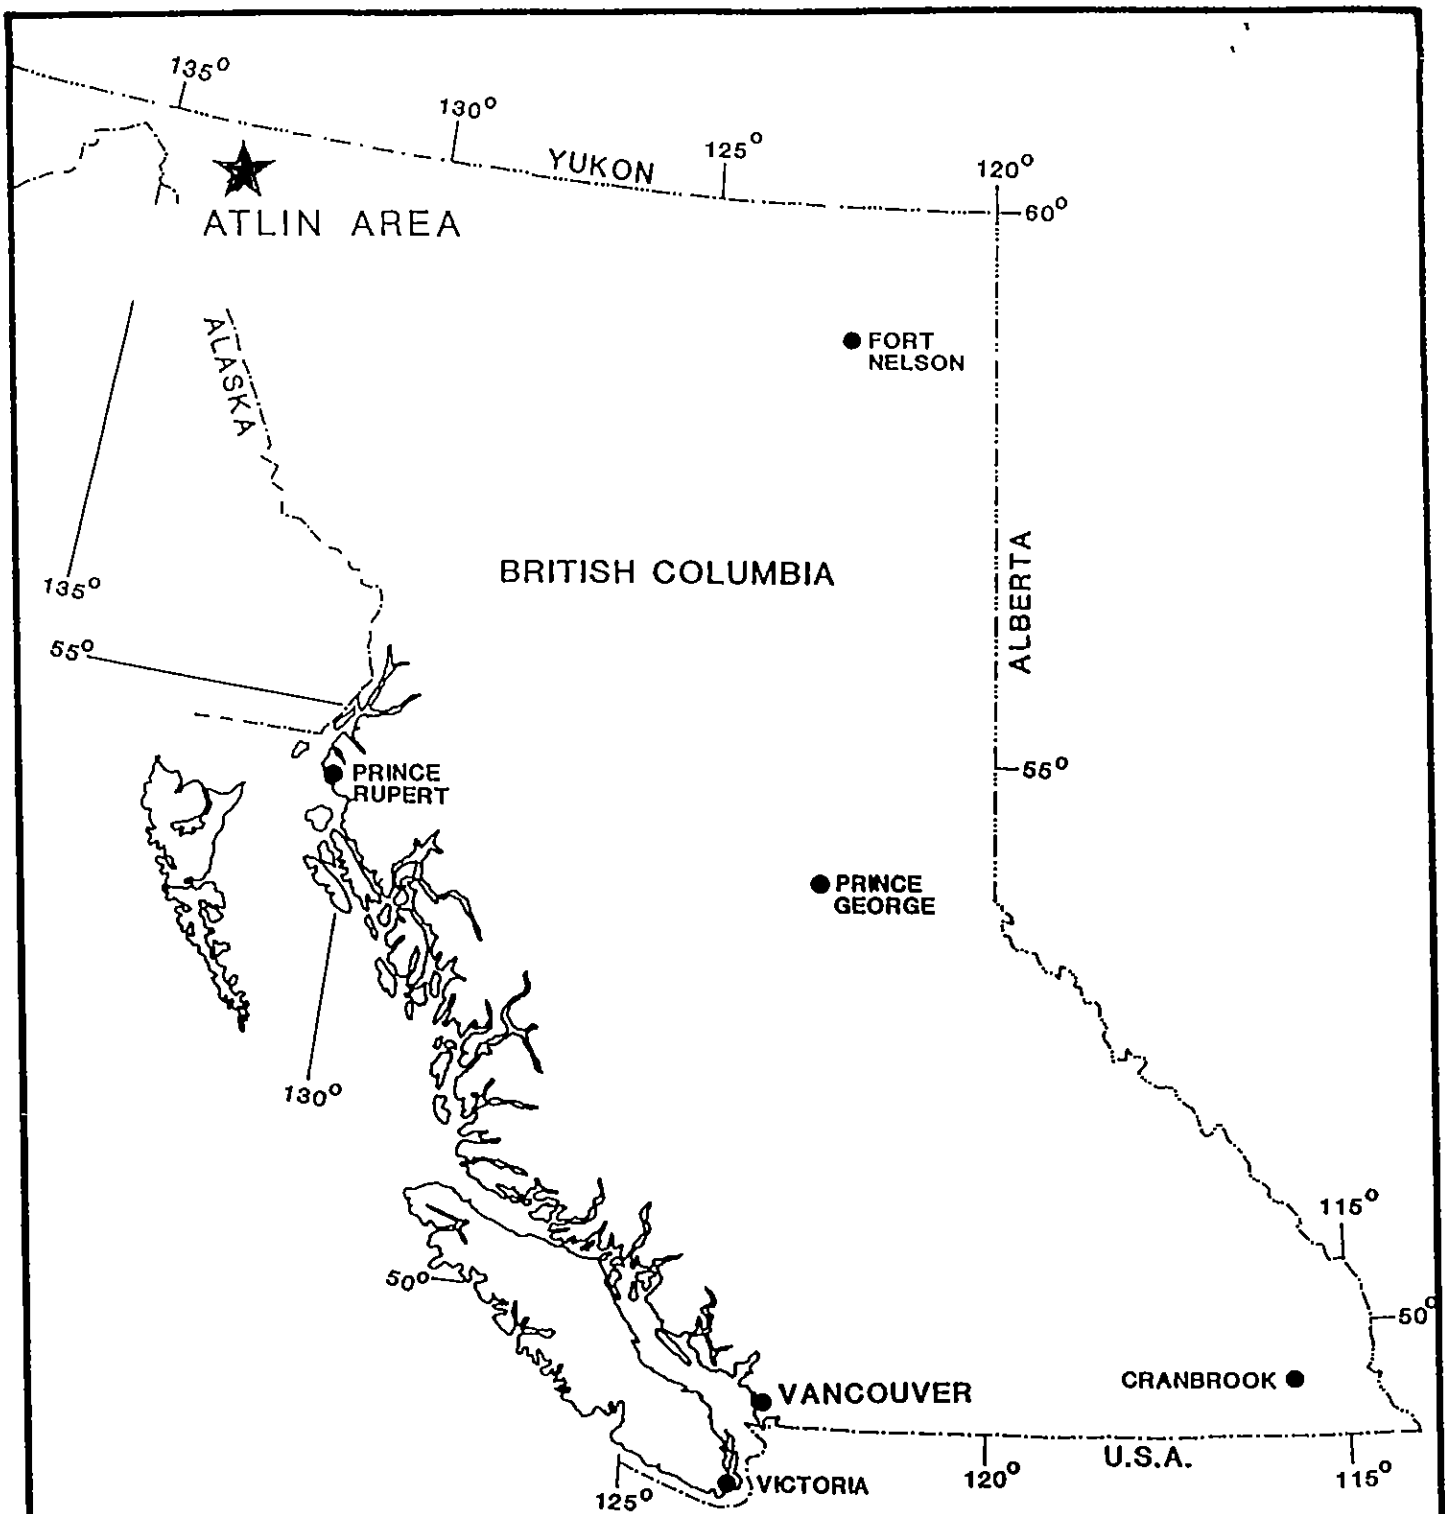 135°
130°
YUKON
125°
120°
60°
ATLIN AREA
ALASKA
FORT
NELSON
BRITISH COLUMBIA
ALBERTA
135°
55°
PRINCE
RUPERT
55°
PRINCE
GEORGE
130°
115°
50°
50°
CRANBROOK
VANCOUVER
U.S.A.
120°
115°
VICTORIA
125°